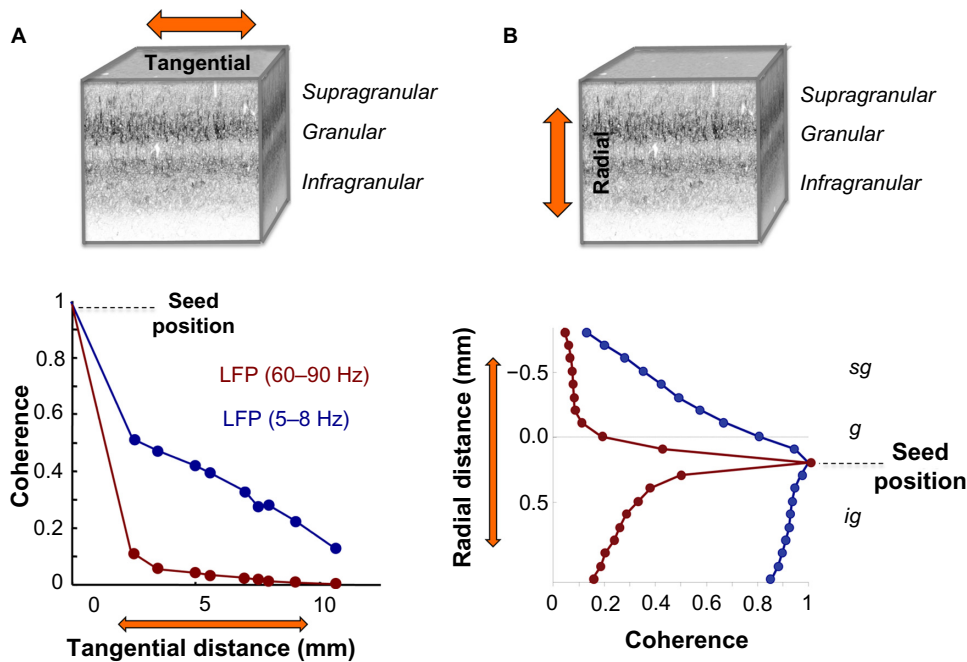 A
Tangential
Supragranular
Granular
Infragranular
B
Radial
Supragranular
Granular
Infragranular
1
0.8
0.6
0.4
0.2
0
Coherence
Seed
position
LFP (60–90 Hz)
LFP (5–8 Hz)
0
5
10
Tangential distance (mm)
Radial distance (mm)
−0.5
0.0
0.5
sg
g
Seed
position
ig
0
0.2
0.4
0.6
0.8
1
Coherence